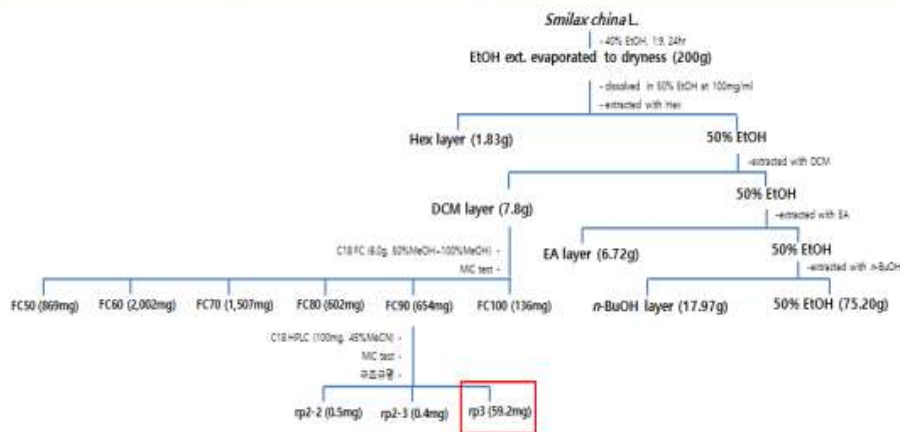 Smilax china L.
- 40% EtOH, 1:9, 24hr
EtOH ext. evaporated to dryness (200g)
- dissolved in 50% EtOH at 100mg/ml
- extracted with Hex
Hex layer (1.83g)
50% EtOH
-extracted with DCM
DCM layer (7.8g)
50% EtOH
-extracted with EA
C18 FC (6.0g, 50%MeOH~100%MeOH) -
MC test -
EA layer (6.72g)
50% EtOH
-extracted with n-BuOH
FC50 (869mg)
FC60 (2,002mg)
FC70 (1,507mg)
FC80 (602mg)
FC90 (654mg)
FC100 (136mg)
n-BuOH layer (17.97g)
50% EtOH (75.20g)
C18 HPLC (100mg, 45%MeCN) -
MC test -
구조규명 -
rp2-2 (0.5mg)
rp2-3 (0.4mg)
rp3 (59.2mg)